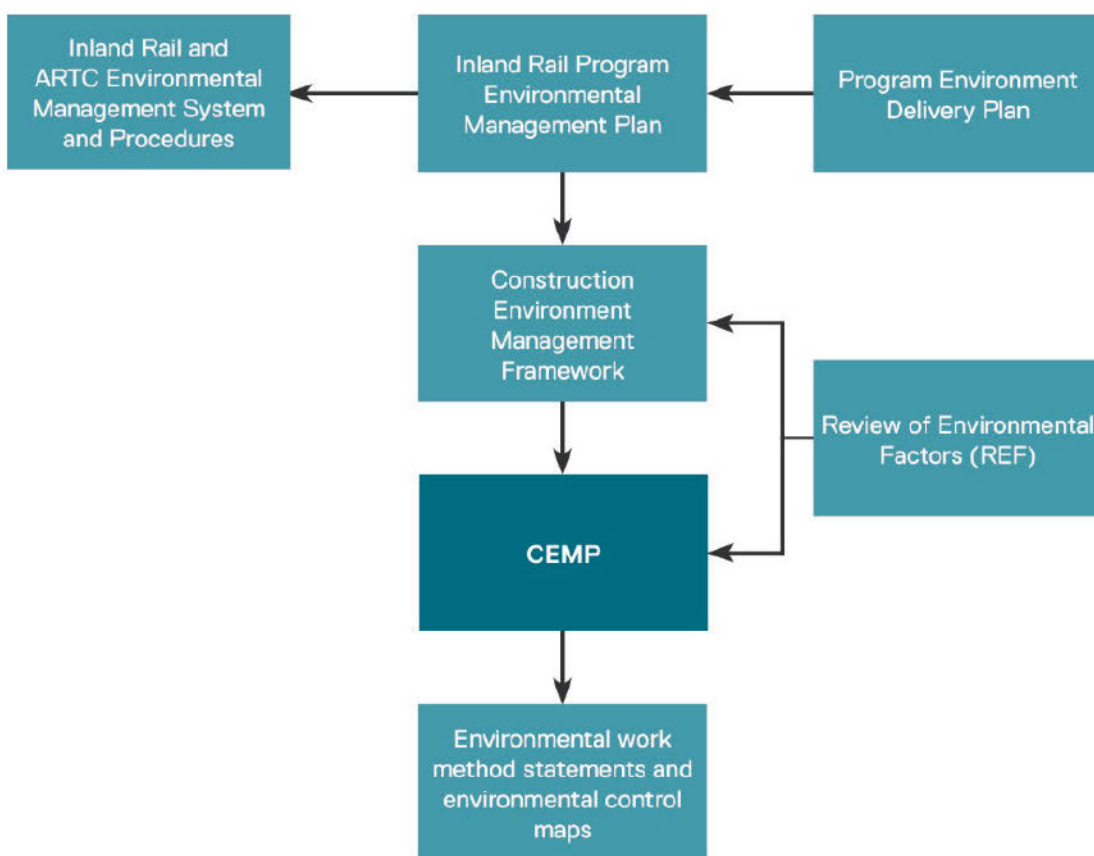 Inland Rail and
ARTC Environmental
Management System
and Procedures
Inland Rail Program
Environmental
Management Plan
Program Environment
Delivery Plan
Construction
Environment
Management
Framework
Review of Environmental
Factors (REF)
CEMP
Environmental work
method statements and
environmental control
maps